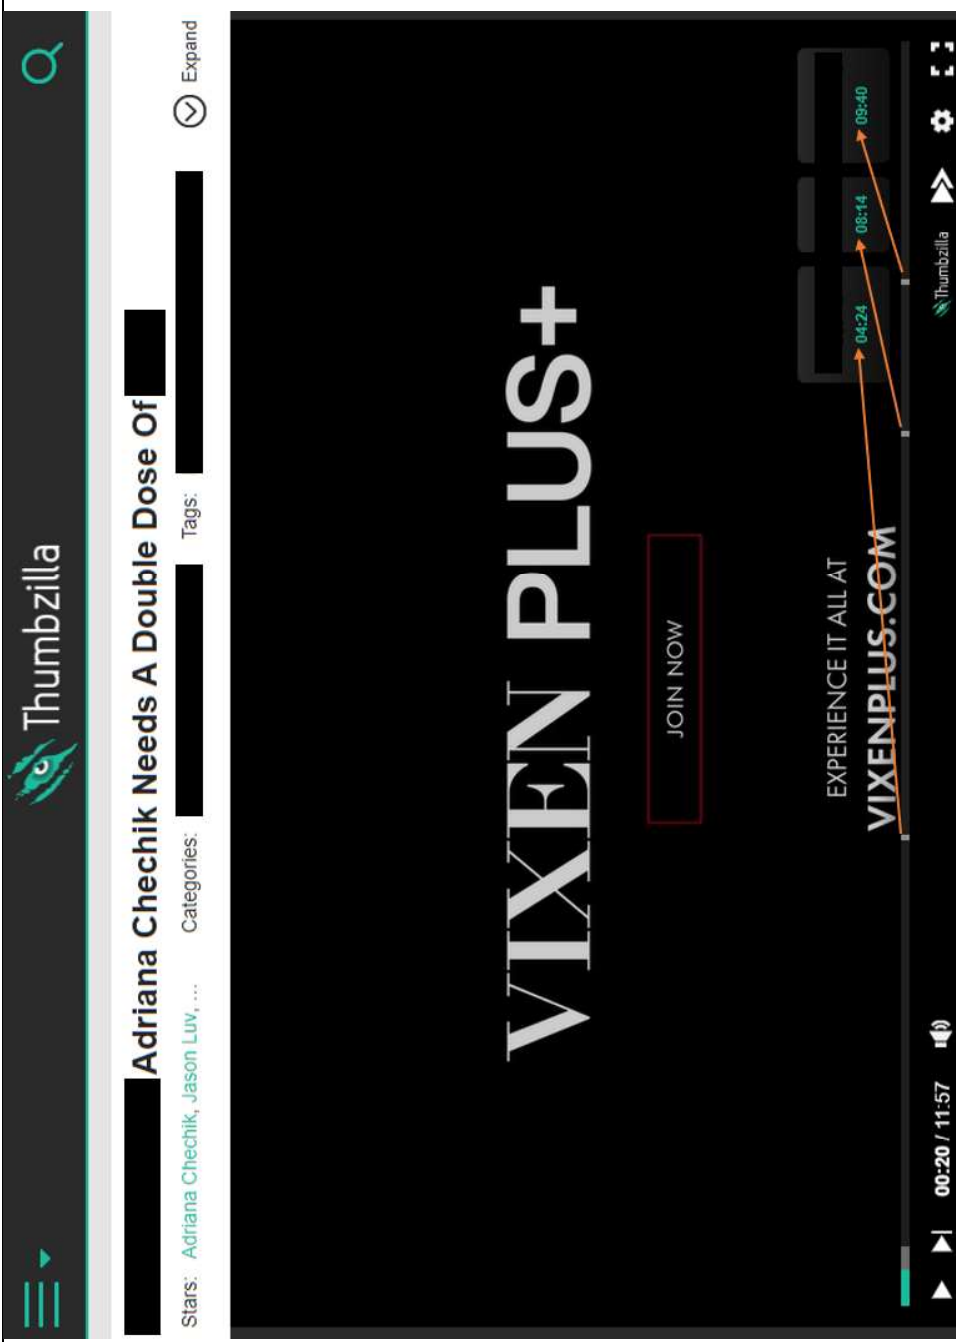 Thumbzilla
Adriana Chechik Needs A Double Dose Of
Stars: Adriana Chechik, Jason Luv, ... Categories: Tags: Expand
VIXEN PLUS+
JOIN NOW
EXPERIENCE IT ALL AT
VIXENPLUS.COM
04:24 08:14 09:40
00:20 / 11:57 Thumbzilla